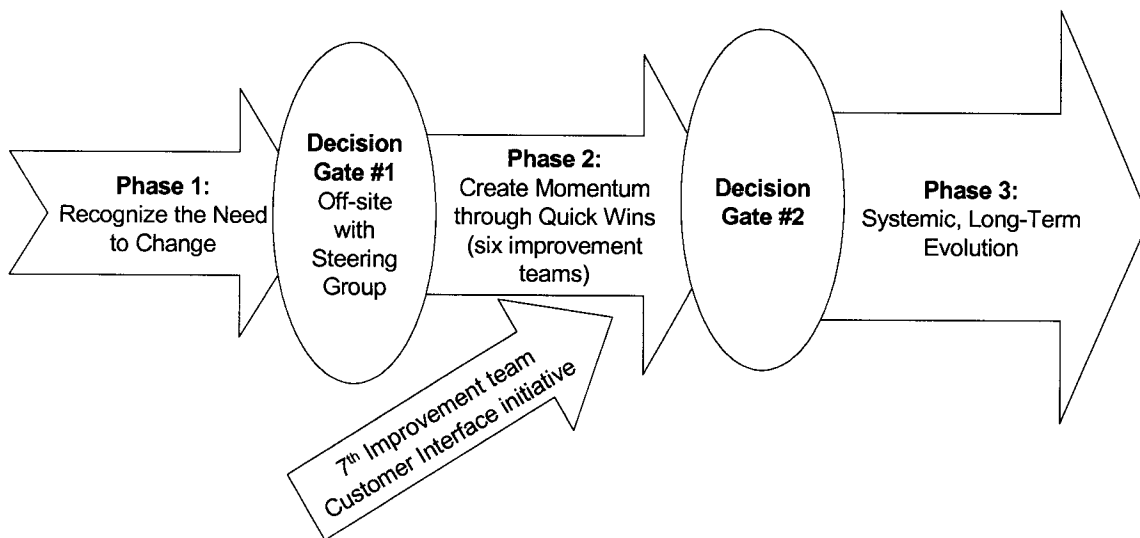 Phase 1:
Recognize the Need
to Change
Decision
Gate #1
Off-site
with
Steering
Group
Phase 2:
Create Momentum
through Quick Wins
(six improvement
teams)
7th Improvement team
Customer Interface initiative
Decision
Gate #2
Phase 3:
Systemic, Long-Term
Evolution